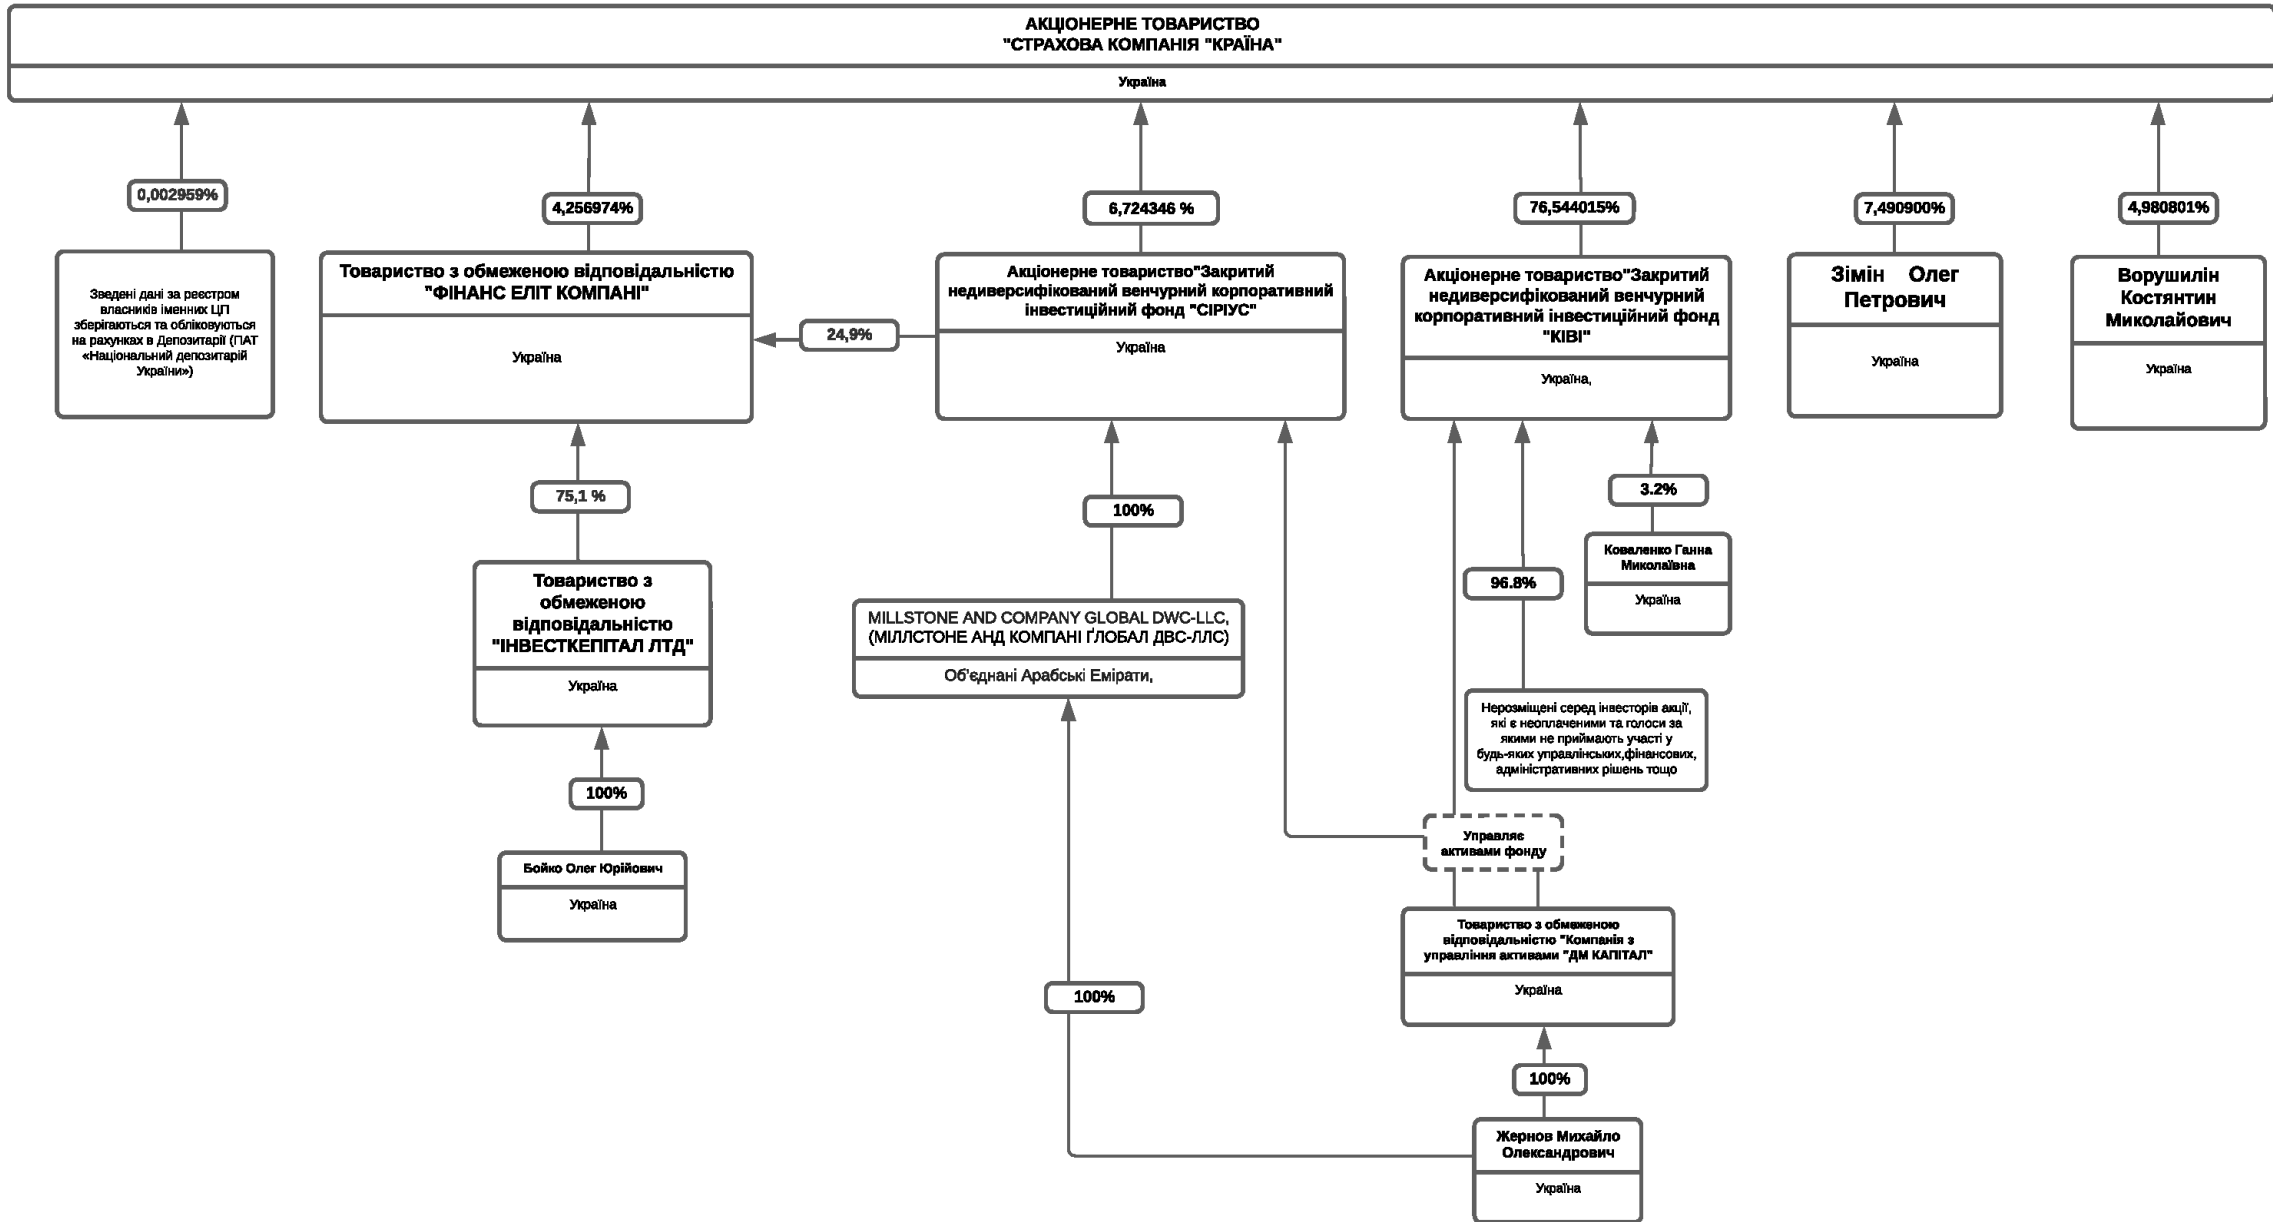 АКЦІОНЕРНЕ ТОВАРИСТВО
"СТРАХОВА КОМПАНІЯ "КРАЇНА"
Україна
0,002959%
4,256974%
6,724346 %
76,544015%
7,490900%
4,980801%
Зведені дані за реєстром
власників іменних ЦП
зберігаються та обліковуються
на рахунках в Депозитарії (ПАТ
«Національний депозитарій
України»)
Товариство з обмеженою відповідальністю
"ФІНАНС ЕЛІТ КОМПАНІ"
Україна
24,9%
Акціонерне товариство"Закритий
недиверсифікований венчурний корпоративний
інвестиційний фонд "СІРІУС"
Україна
Акціонерне товариство"Закритий
недиверсифікований венчурний
корпоративний інвестиційний фонд
"КІВІ"
Україна,
Зімін Олег
Петрович
Україна
Ворушилін
Костянтин
Миколайович
Україна
75,1 %
100%
96.8%
3.2%
Коваленко Ганна
Миколаївна
Україна
Товариство з
обмеженою
відповідальністю
"ІНВЕСТКЕПІТАЛ ЛТД"
Україна
MILLSTONE AND COMPANY GLOBAL DWC-LLC,
(МІЛЛСТОНЕ АНД КОМПАНІ ҐЛОБАЛ ДВС-ЛЛС)
Об'єднані Арабські Емірати,
Нерозміщені серед інвесторів акції,
які є неоплаченими та голоси за
якими не приймають участі у
будь-яких управлінських,фінансових,
адміністративних рішень тощо
100%
Бойко Олег Юрійович
Україна
Управляє
активами фонду
Товариство з обмеженою
відповідальністю "Компанія з
управління активами "ДМ КАПІТАЛ"
Україна
100%
100%
Жернов Михайло
Олександрович
Україна